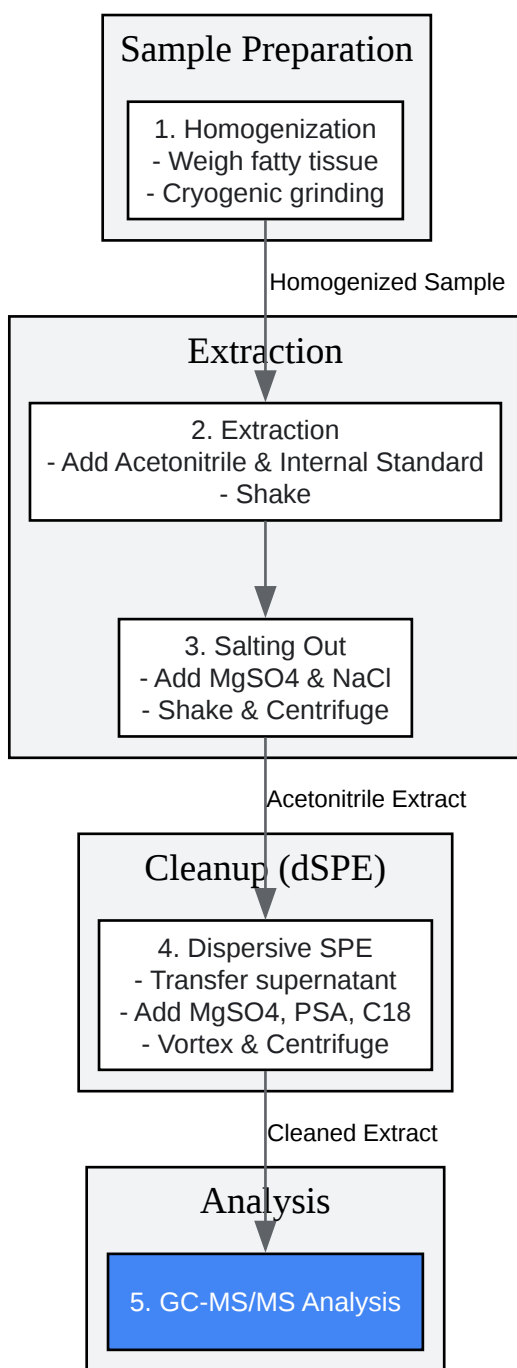 Sample Preparation
1. Homogenization
- Weigh fatty tissue
- Cryogenic grinding
Homogenized Sample
Extraction
2. Extraction
- Add Acetonitrile & Internal Standard
- Shake
3. Salting Out
- Add MgSO4 & NaCl
- Shake & Centrifuge
Acetonitrile Extract
Cleanup (dSPE)
4. Dispersive SPE
- Transfer supernatant
- Add MgSO4, PSA, C18
- Vortex & Centrifuge
Cleaned Extract
Analysis
5. GC-MS/MS Analysis